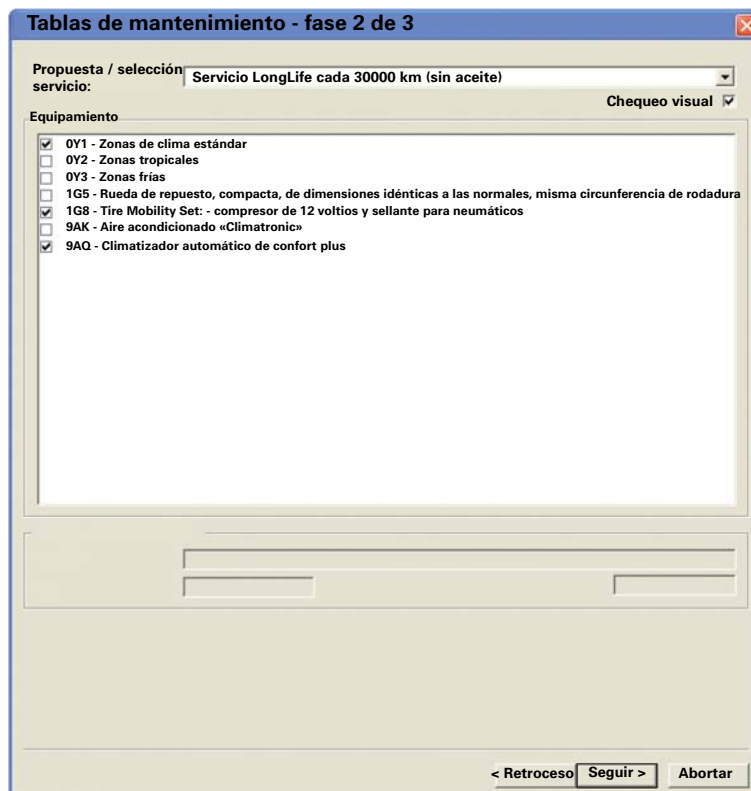 Tablas de mantenimiento - fase 2 de 3
Propuesta / selección
servicio:
Servicio LongLife cada 30000 km (sin aceite)
Chequeo visual
Equipamiento
0Y1 - Zonas de clima estándar
0Y2 - Zonas tropicales
0Y3 - Zonas frías
1G5 - Rueda de repuesto, compacta, de dimensiones idénticas a las normales, misma circunferencia de rodadura
1G8 - Tire Mobility Set: - compresor de 12 voltios y sellante para neumáticos
9AK - Aire acondicionado «Climatronic»
9AQ - Climatizador automático de confort plus
< Retroceso
Seguir >
Abortar